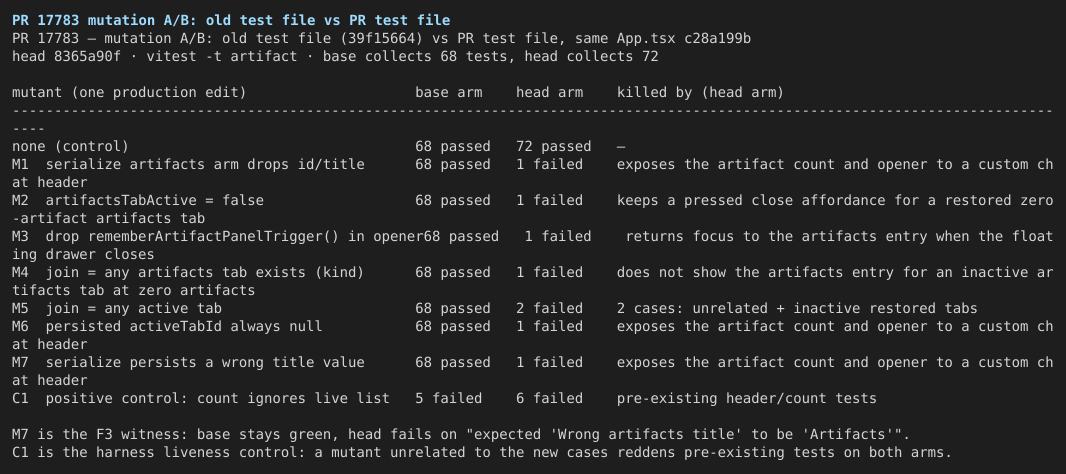 PR 17783 mutation A/B: old test file vs PR test file
PR 17783 — mutation A/B: old test file (39f15664) vs PR test file, same App.tsx c28a199b
head 8365a90f · vitest -t artifact · base collects 68 tests, head collects 72
mutant (one production edit) base arm head arm killed by (head arm)
---------------------------------------------------------------------------------------------------------------------------
----
none (control) 68 passed 72 passed —
M1 serialize artifacts arm drops id/title 68 passed 1 failed exposes the artifact count and opener to a custom ch
at header
M2 artifactsTabActive = false 68 passed 1 failed keeps a pressed close affordance for a restored zero
-artifact artifacts tab
M3 drop rememberArtifactPanelTrigger() in opener68 passed 1 failed returns focus to the artifacts entry when the float
ing drawer closes
M4 join = any artifacts tab exists (kind) 68 passed 1 failed does not show the artifacts entry for an inactive ar
tifacts tab at zero artifacts
M5 join = any active tab 68 passed 2 failed 2 cases: unrelated + inactive restored tabs
M6 persisted activeTabId always null 68 passed 1 failed exposes the artifact count and opener to a custom ch
at header
M7 serialize persists a wrong title value 68 passed 1 failed exposes the artifact count and opener to a custom ch
at header
C1 positive control: count ignores live list 5 failed 6 failed pre-existing header/count tests
M7 is the F3 witness: base stays green, head fails on "expected 'Wrong artifacts title' to be 'Artifacts'".
C1 is the harness liveness control: a mutant unrelated to the new cases reddens pre-existing tests on both arms.